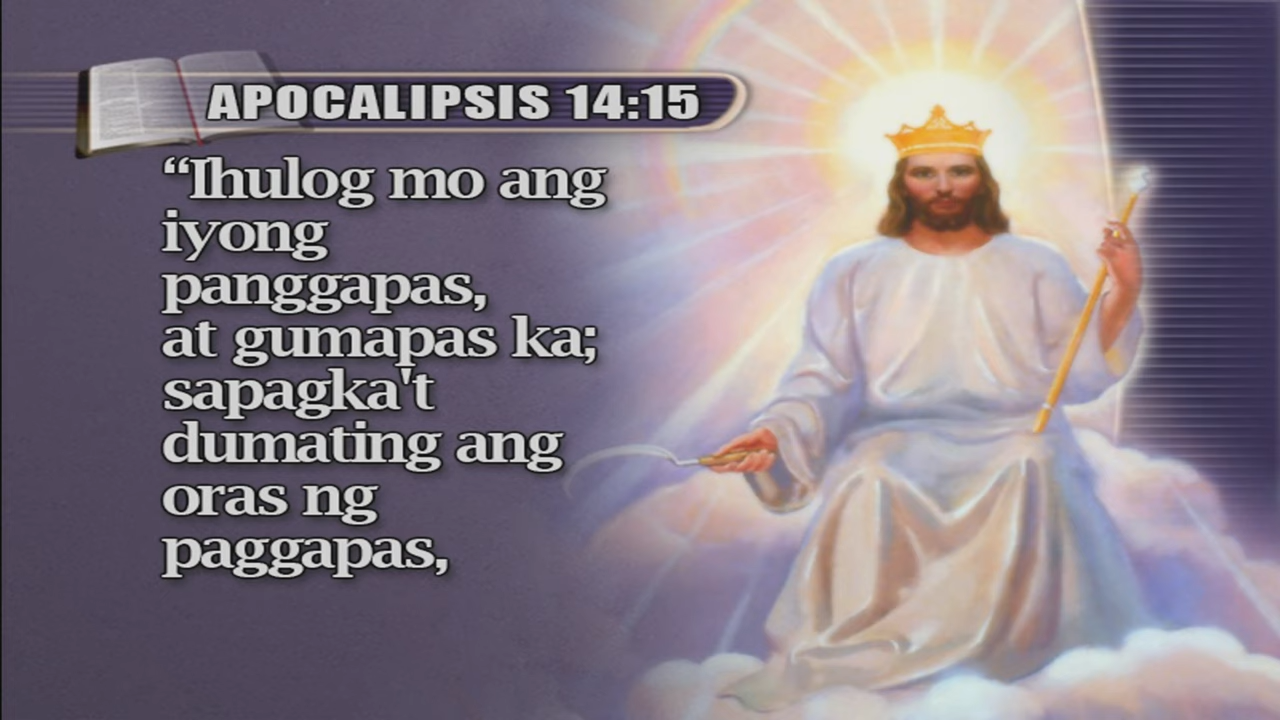 APOCALIPSIS 14:15
“Ihulog mo ang
iyong
panggapas,
at gumapas ka;
sapagka't
dumating ang
oras ng
paggapas,